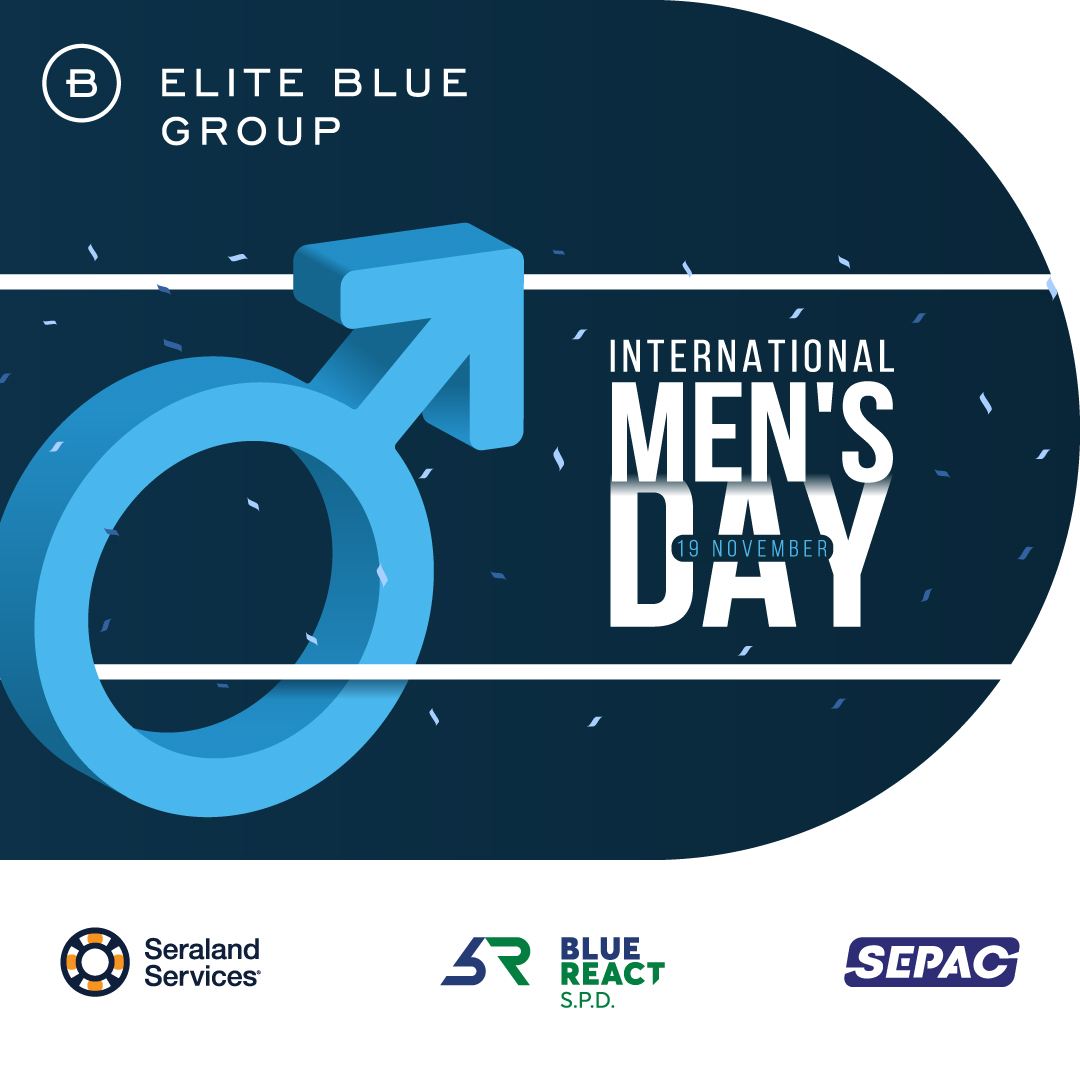 B
ELITE BLUE
GROUP
INTERNATIONAL
MEN'S
DAY
19 NOVEMBER
Seraland
Services®
BLUE
REACT
S.P.D.
SEPAC